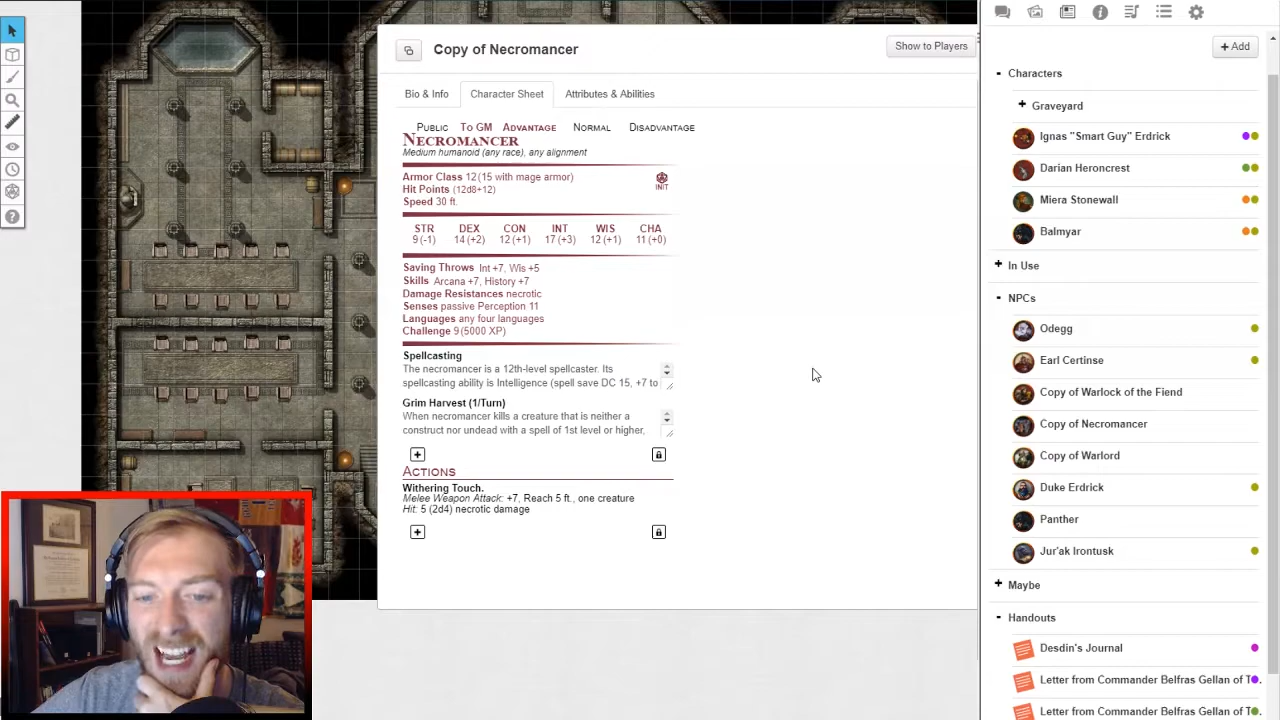 Copy of Necromancer
Show to Players
Bio & Info
Character Sheet
Attributes & Abilities
PUBLIC
TO GM
ADVANTAGE
NORMAL
DISADVANTAGE
NECROMANCER
Medium humanoid (any race), any alignment
Armor Class 12 (15 with mage armor)
Hit Points (12d8+12)
Speed 30 ft.
INIT
STR DEX CON INT WIS CHA
9 (-1) 14 (+2) 12 (+1) 17 (+3) 12 (+1) 11 (+0)
Saving Throws Int +7, Wis +5
Skills Arcana +7, History +7
Damage Resistances necrotic
Senses passive Perception 11
Languages any four languages
Challenge 9 (5000 XP)
Spellcasting
The necromancer is a 12th-level spellcaster. Its
spellcasting ability is Intelligence (spell save DC 15, +7 to
Grim Harvest (1/Turn)
When necromancer kills a creature that is neither a
construct nor undead with a spell of 1st level or higher,
ACTIONS
Withering Touch.
Melee Weapon Attack: +7, Reach 5 ft., one creature
Hit: 5 (2d4) necrotic damage
+ Add
Characters
Graveyard
Ignas "Smart Guy" Erdrick
Darian Heroncrest
Miera Stonewall
Balmyar
In Use
NPCs
Odegg
Earl Certinse
Copy of Warlock of the Fiend
Copy of Necromancer
Copy of Warlord
Duke Erdrick
Panther
Jur'ak Irontusk
Maybe
Handouts
Desdin's Journal
Letter from Commander Belfras Gellan of T...
Letter from Commander Belfras Gellan of T...